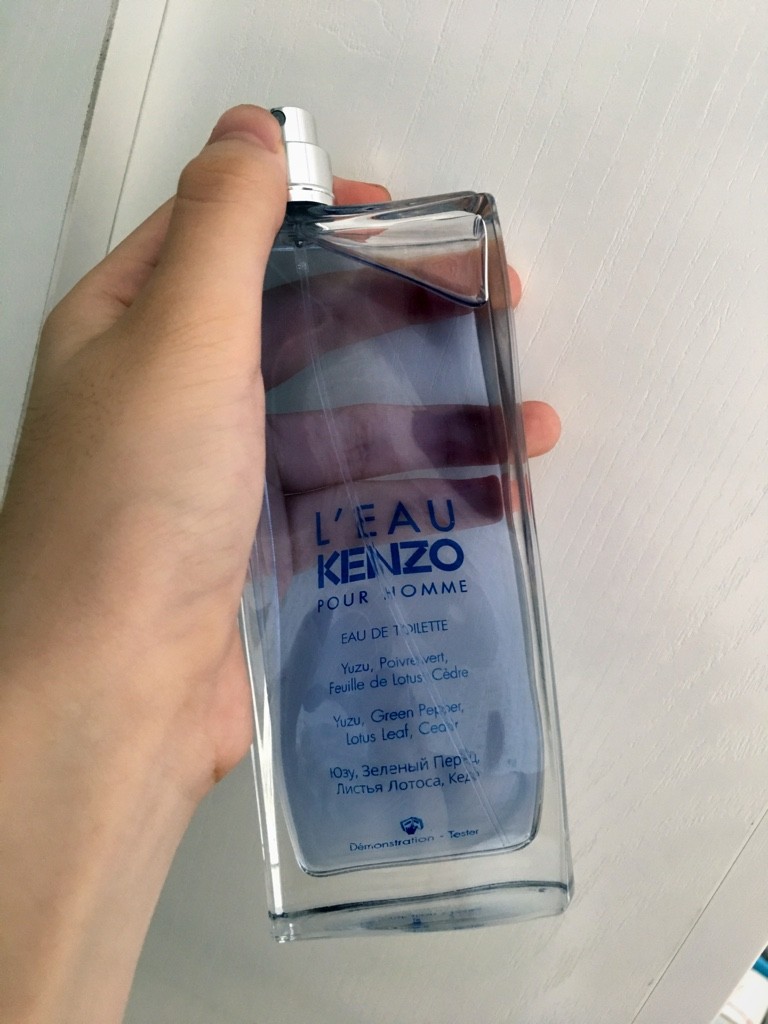 L'EAU
KENZO
POUR HOMME
EAU DE TOILETTE
Yuzu, Poivre vert,
Feuille de Lotus, Cèdre
Yuzu, Green Pepper,
Lotus Leaf, Cedar
Юзу, Зеленый Перец,
Листья Лотоса, Кедр
Démonstration - Tester